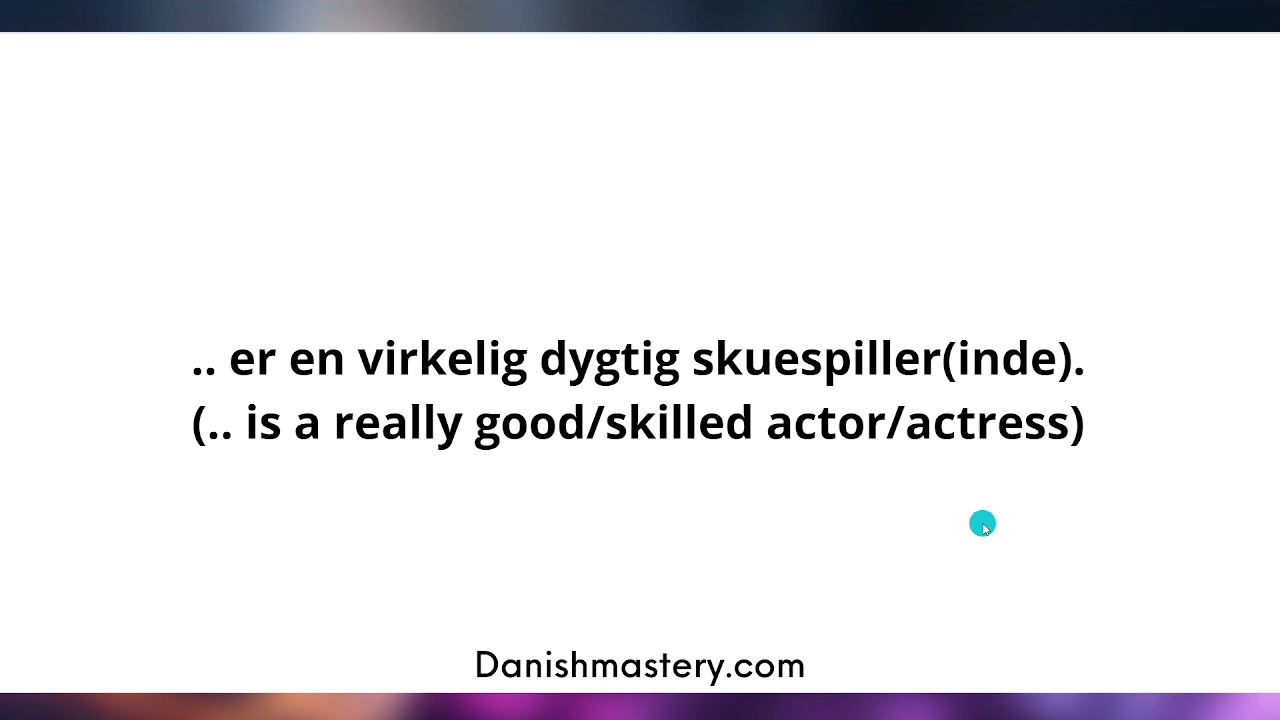 .. er en virkelig dygtig skuespiller(inde).
(.. is a really good/skilled actor/actress)
Danishmastery.com